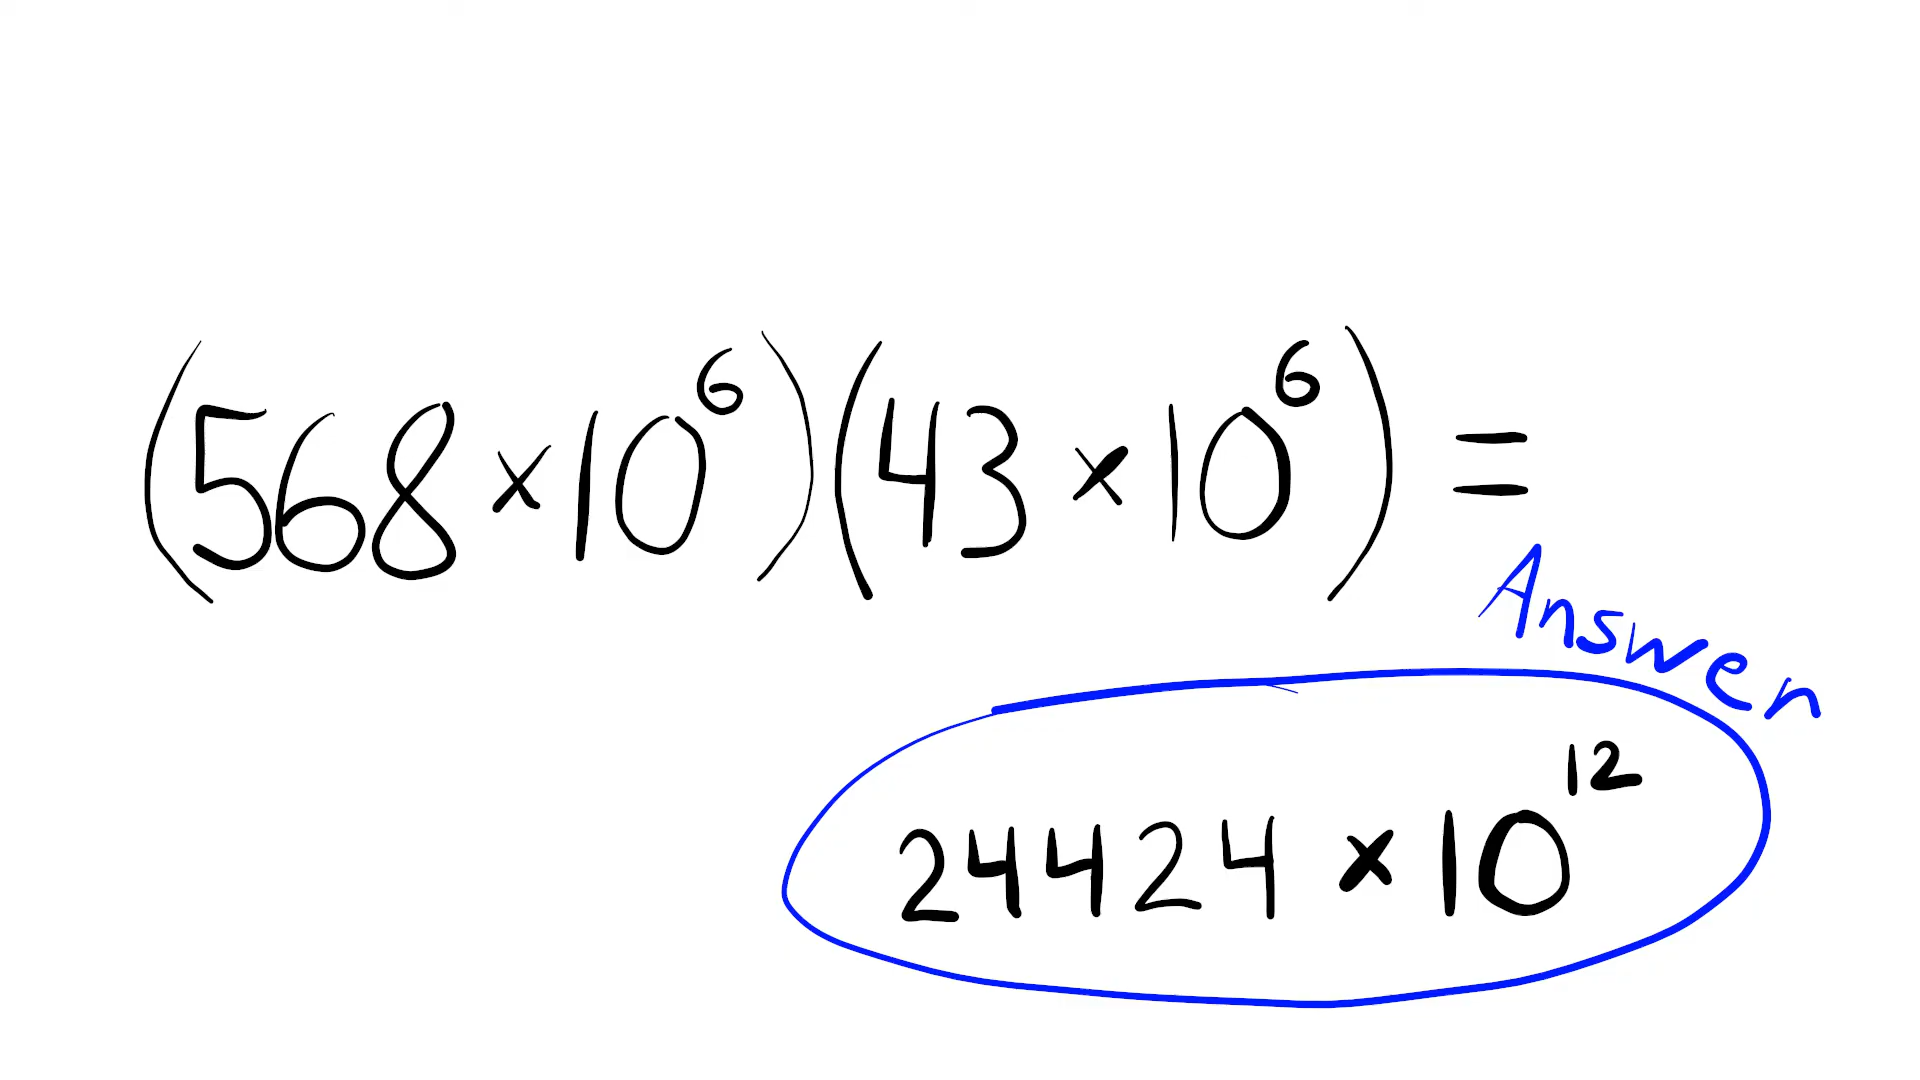 (568 × 10⁶)(43 × 10⁶) =
Answer
24424 × 10¹²